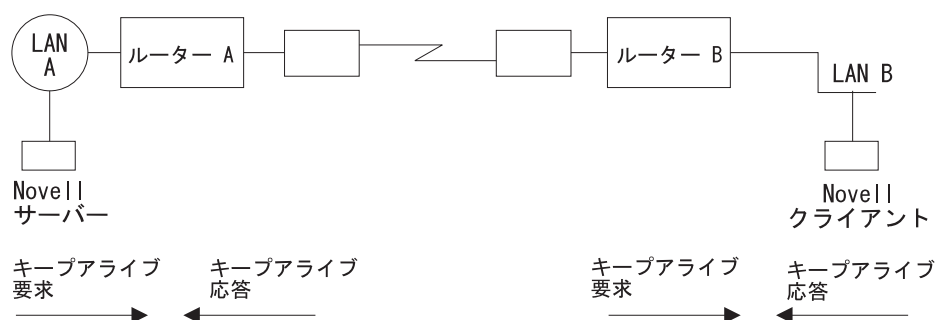 LAN
A
ルーター A
ルーター B
LAN B
Novell
サーバー
Novell
クライアント
キープアライブ
要求
キープアライブ
応答
キープアライブ
要求
キープアライブ
応答